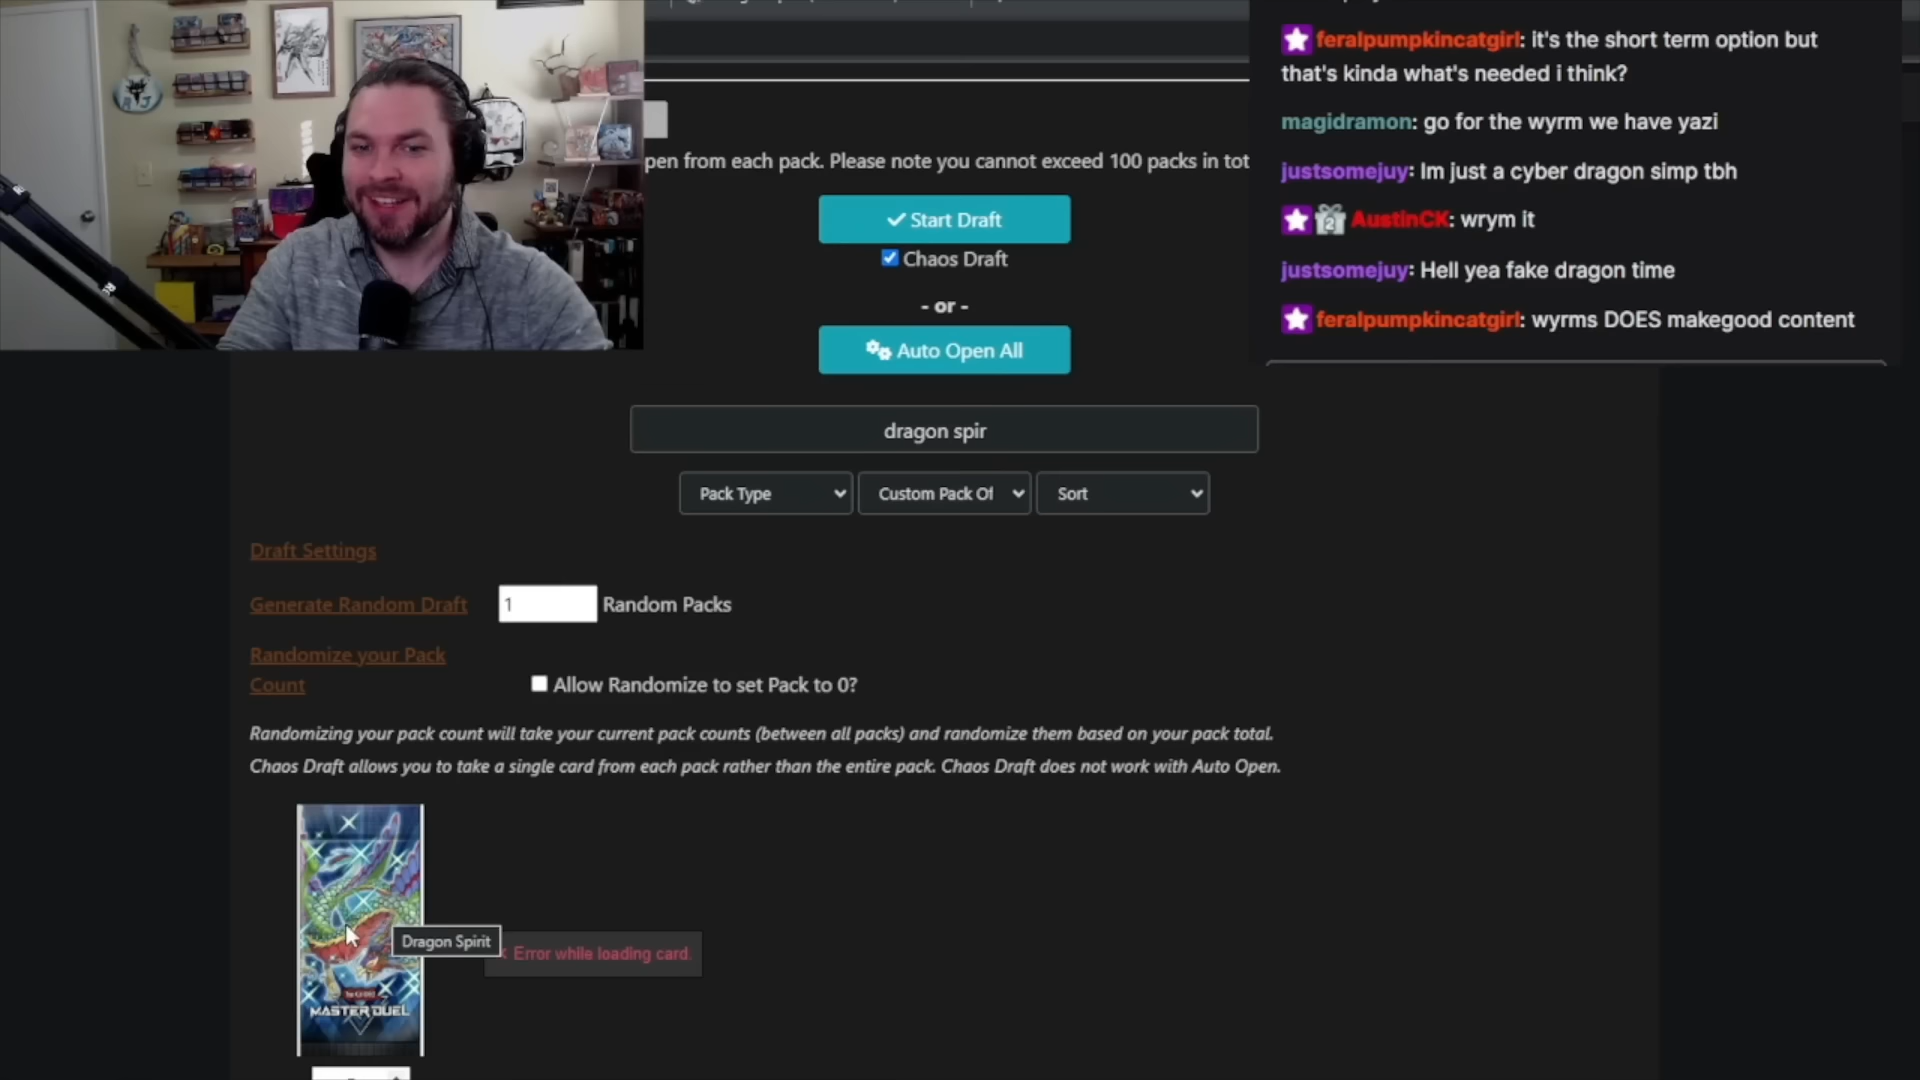 feralpumpkincatgirl: it's the short term option but
that's kinda what's needed i think?
magidramon: go for the wyrm we have yazi
justsomejuy: Im just a cyber dragon simp tbh
2 AustinCK: wrym it
justsomejuy: Hell yea fake dragon time
feralpumpkincatgirl: wyrms DOES makegood content
pen from each pack. Please note you cannot exceed 100 packs in tot
Start Draft
Chaos Draft
- or -
Auto Open All
dragon spir
Pack Type
Custom Pack Of
Sort
Draft Settings
Generate Random Draft
1
Random Packs
Randomize your Pack
Count
Allow Randomize to set Pack to 0?
Randomizing your pack count will take your current pack counts (between all packs) and randomize them based on your pack total.
Chaos Draft allows you to take a single card from each pack rather than the entire pack. Chaos Draft does not work with Auto Open.
Dragon Spirit
Error while loading card.
MASTER DUEL